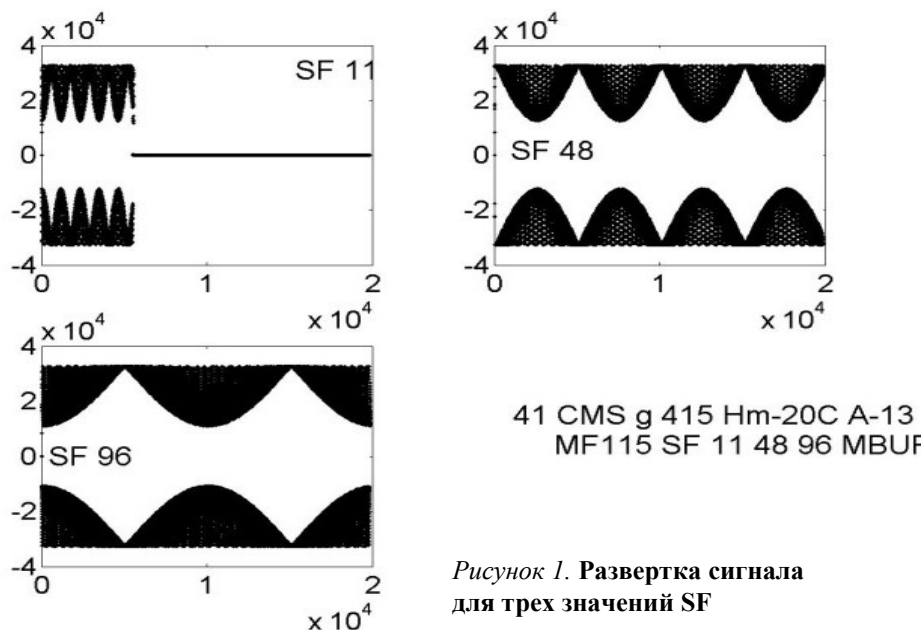 x 10^4
4
2
0
-2
-4
SF 11
0
1
2
x 10^4
x 10^4
4
2
0
-2
-4
SF 48
0
1
2
x 10^4
x 10^4
4
2
0
-2
-4
SF 96
0
1
2
x 10^4
41 CMS g 415 Hm-20C A-13
MF115 SF 11 48 96 MBUF
Рисунок 1. Развертка сигнала
для трех значений SF